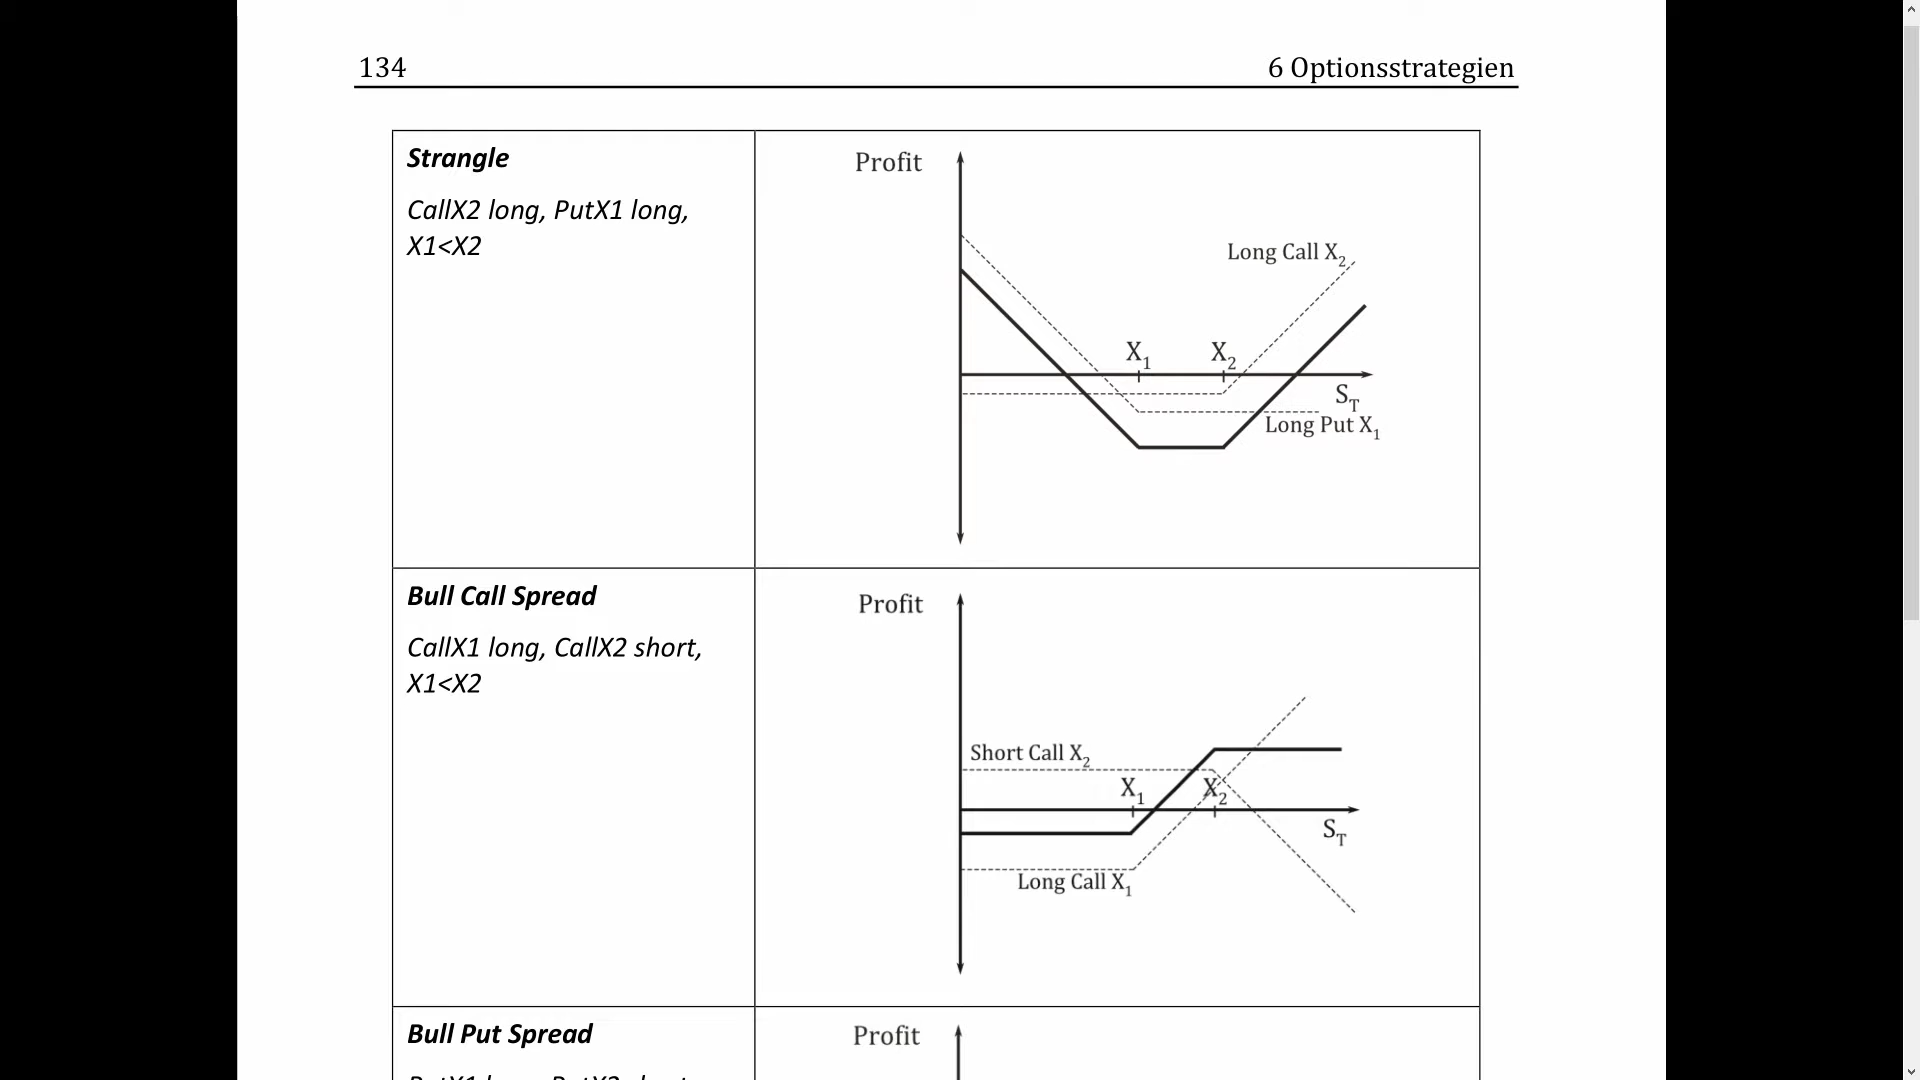 134
6 Optionsstrategien
Strangle
CallX2 long, PutX1 long,
X1<X2
Profit
Long Call X2
X1
X2
ST
Long Put X1
Bull Call Spread
CallX1 long, CallX2 short,
X1<X2
Profit
Short Call X2
X1
X2
ST
Long Call X1
Bull Put Spread
Profit